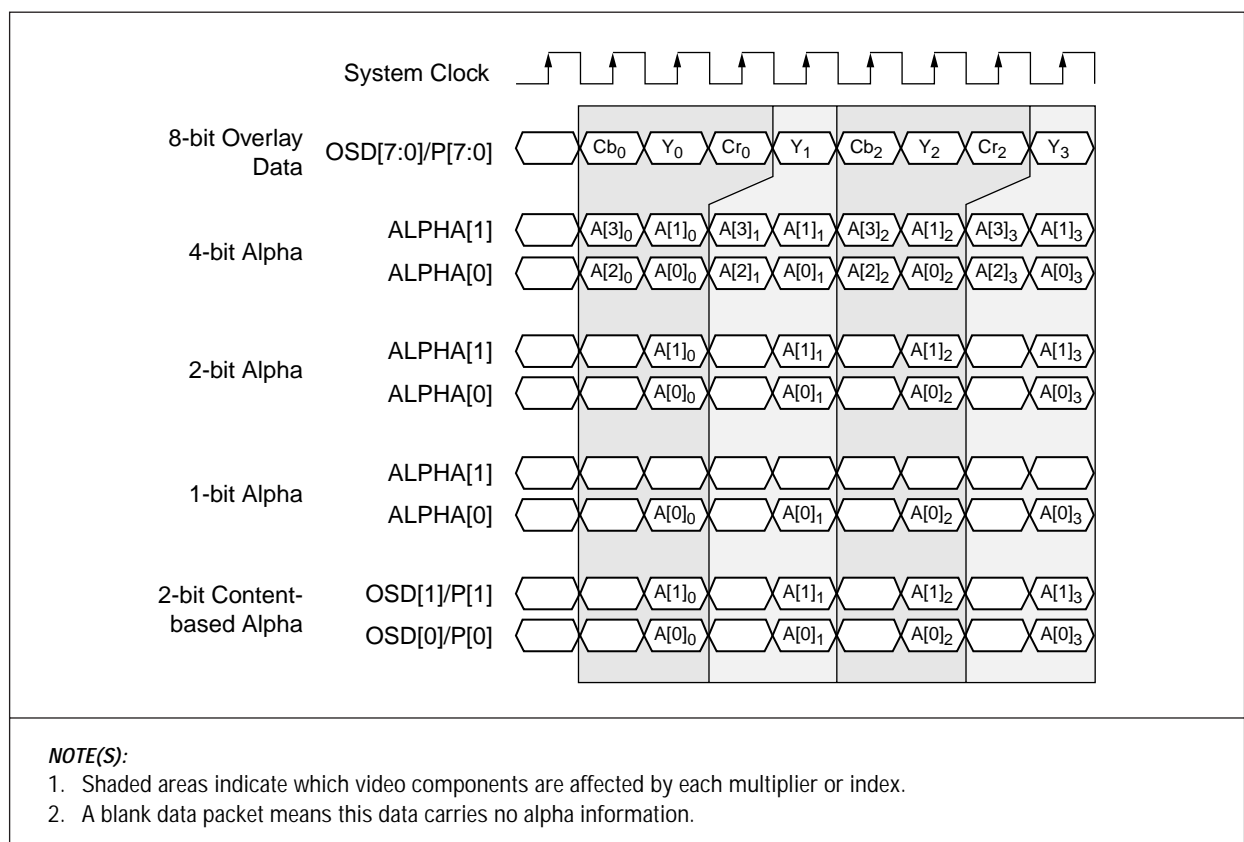 System Clock
8-bit Overlay Data OSD[7:0]/P[7:0] Cb0 Y0 Cr0 Y1 Cb2 Y2 Cr2 Y3
4-bit Alpha
ALPHA[1] A[3]0 A[1]0 A[3]1 A[1]1 A[3]2 A[1]2 A[3]3 A[1]3
ALPHA[0] A[2]0 A[0]0 A[2]1 A[0]1 A[2]2 A[0]2 A[2]3 A[0]3
2-bit Alpha
ALPHA[1] A[1]0 A[1]1 A[1]2 A[1]3
ALPHA[0] A[0]0 A[0]1 A[0]2 A[0]3
1-bit Alpha
ALPHA[1]
ALPHA[0] A[0]0 A[0]1 A[0]2 A[0]3
2-bit Content-
based Alpha
OSD[1]/P[1] A[1]0 A[1]1 A[1]2 A[1]3
OSD[0]/P[0] A[0]0 A[0]1 A[0]2 A[0]3
NOTE(S):
1. Shaded areas indicate which video components are affected by each multiplier or index.
2. A blank data packet means this data carries no alpha information.